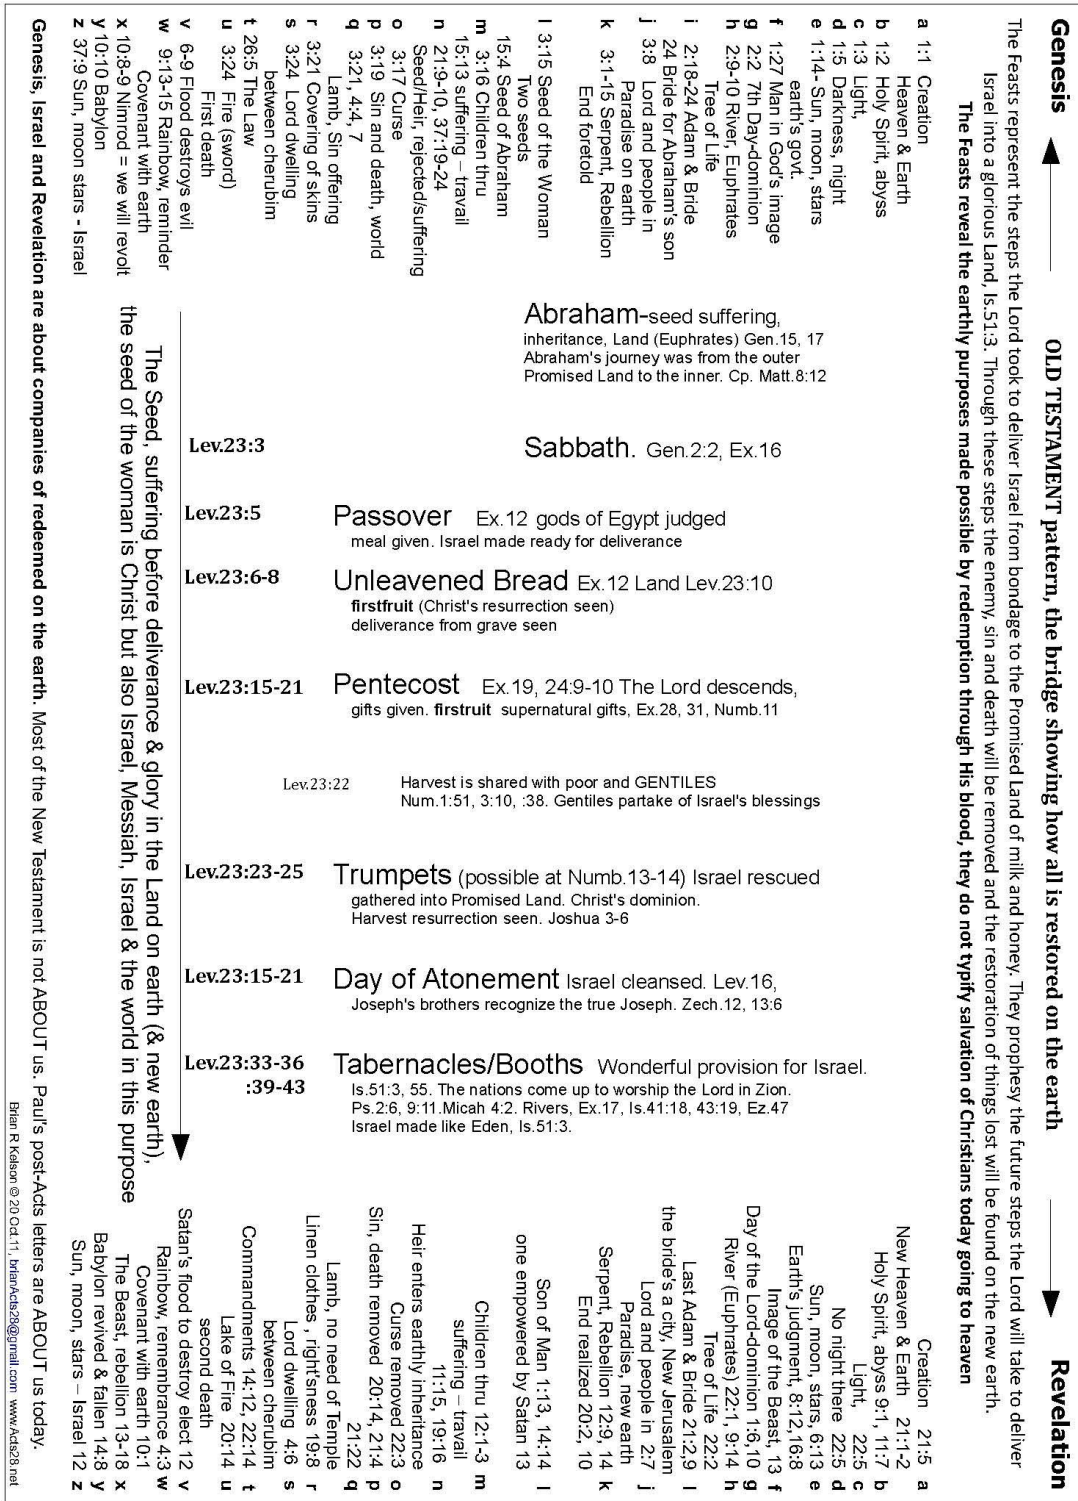 Genesis OLD TESTAMENT pattern, the bridge showing how all is restored on the earth Revelation
The Feasts represent the steps the Lord took to deliver Israel from bondage to the Promised Land of milk and honey. They prophesy the future steps the Lord will take to deliver
Israel into a glorious Land, Is.51:3. Through these steps the enemy, sin and death will be removed and the restoration of things lost will be found on the new earth.
The Feasts reveal the earthly purposes made possible by redemption through His blood, they do not typify salvation of Christians today going to heaven
a 1:1 Creation
Heaven & Earth
b 1:2 Holy Spirit, abyss
c 1:3 Light,
d 1:5 Darkness, night
e 1:14- Sun, moon, stars
earth's govt.
f 1:27 Man in God's image
g 2:2 7th Day-dominion
h 2:9-10 River, Euphrates
Tree of Life
i 2:18-24 Adam & Bride
24 Bride for Abraham's son
j 3:8 Lord and people in
Paradise on earth
k 3:1-15 Serpent, Rebellion
End foretold
l 3:15 Seed of the Woman
Two seeds
15:4 Seed of Abraham
m 3:16 Children thru
15:13 suffering – travail
n 21:9-10, 37:19-24
Seed/Heir, rejected/suffering
o 3:17 Curse
p 3:19 Sin and death, world
q 3:21, 4:4, 7
Lamb, Sin offering
r 3:21 Covering of skins
s 3:24 Lord dwelling
between cherubim
t 26:5 The Law
u 3:24 Fire (sword)
First death
v 6-9 Flood destroys evil
w 9:13-15 Rainbow, reminder
Covenant with earth
x 10:8-9 Nimrod = we will revolt
y 10:10 Babylon
z 37:9 Sun, moon stars - Israel
Abraham-seed suffering,
inheritance, Land (Euphrates) Gen.15, 17
Abraham's journey was from the outer
Promised Land to the inner. Cp. Matt.8:12
Lev.23:3 Sabbath. Gen.2:2, Ex.16
Lev.23:5 Passover Ex.12 gods of Egypt judged
meal given. Israel made ready for deliverance
Lev.23:6-8 Unleavened Bread Ex.12 Land Lev.23:10
firstfruit (Christ's resurrection seen)
deliverance from grave seen
Lev.23:15-21 Pentecost Ex.19, 24:9-10 The Lord descends,
gifts given. firstruit supernatural gifts, Ex.28, 31, Numb.11
Lev.23:22 Harvest is shared with poor and GENTILES
Num.1:51, 3:10, :38. Gentiles partake of Israel's blessings
Lev.23:23-25 Trumpets (possible at Numb.13-14) Israel rescued
gathered into Promised Land. Christ's dominion.
Harvest resurrection seen. Joshua 3-6
Lev.23:15-21 Day of Atonement Israel cleansed. Lev.16,
Joseph's brothers recognize the true Joseph. Zech.12, 13:6
Lev.23:33-36 Tabernacles/Booths Wonderful provision for Israel.
:39-43 Is.51:3, 55. The nations come up to worship the Lord in Zion.
Ps.2:6, 9:11.Micah 4:2. Rivers, Ex.17, Is.41:18, 43:19, Ez.47
Israel made like Eden, Is.51:3.
The Seed, suffering before deliverance & glory in the Land on earth (& new earth),
the seed of the woman is Christ but also Israel, Messiah, Israel & the world in this purpose
Creation 21:5 a
New Heaven & Earth 21:1-2
Holy Spirit, abyss 9:1, 11:7 b
Light, 22:5 c
No night there 22:5 d
Sun, moon, stars, 6:13 e
Earth's judgment, 8:12,16:8
Image of the Beast, 13 f
Day of the Lord-dominion 1:6,10 g
River (Euphrates) 22:1, 9:14 h
Tree of Life 22:2
Last Adam & Bride 21:2,9 I
the bride's a city, New Jerusalem
Lord and people in 2:7 j
Paradise, new earth
Serpent, Rebellion 12:9, 14 k
End realized 20:2, 10
Son of Man 1:13, 14:14 l
one empowered by Satan 13
Children thru 12:1-3 m
suffering – travail
11:15, 19:16 n
Heir enters earthly inheritance
Curse removed 22:3 o
Sin, death removed 20:14, 21:4 p
21:22 q
Lamb, no need of Temple
Linen clothes , right'sness 19:8 r
Lord dwelling 4:6 s
between cherubim
Commandments 14:12, 22:14 t
Lake of Fire 20:14 u
second death
Satan's flood to destroy elect 12 v
Rainbow, remembrance 4:3 w
Covenant with earth 10:1
The Beast, rebellion 13-18 x
Babylon revived & fallen 14:8 y
Sun, moon, stars – Israel 12 z
Genesis, Israel and Revelation are about companies of redeemed on the earth. Most of the New Testament is not ABOUT us. Paul's post-Acts letters are ABOUT us today.
Brian R Kelson © 20 Oct.11, brianActs28@gmail.com www.Acts28.net